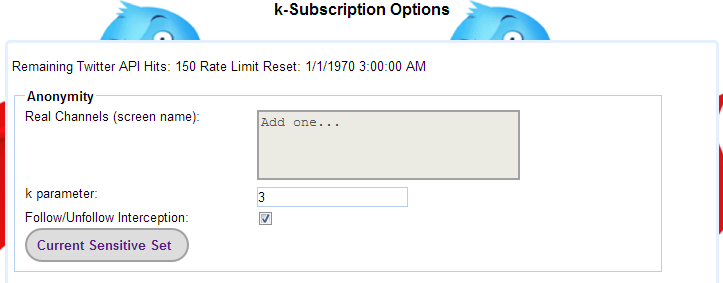 k-Subscription Options
Remaining Twitter API Hits: 150 Rate Limit Reset: 1/1/1970 3:00:00 AM
Anonymity
Real Channels (screen name):
Add one...
k parameter:
3
Follow/Unfollow Interception:
Current Sensitive Set